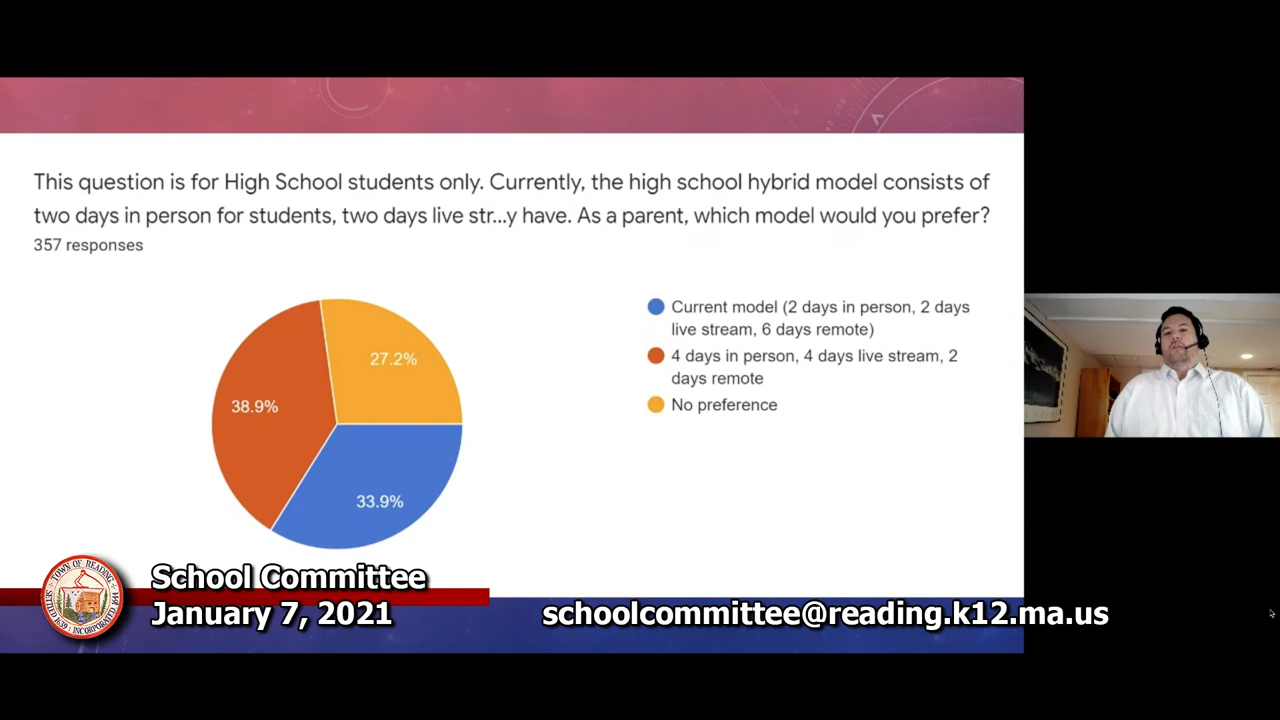 This question is for High School students only. Currently, the high school hybrid model consists of
two days in person for students, two days live str...y have. As a parent, which model would you prefer?
357 responses
27.2%
38.9%
33.9%
Current model (2 days in person, 2 days
live stream, 6 days remote)
4 days in person, 4 days live stream, 2
days remote
No preference
TOWN OF READING
School Committee
January 7, 2021
schoolcommittee@reading.k12.ma.us